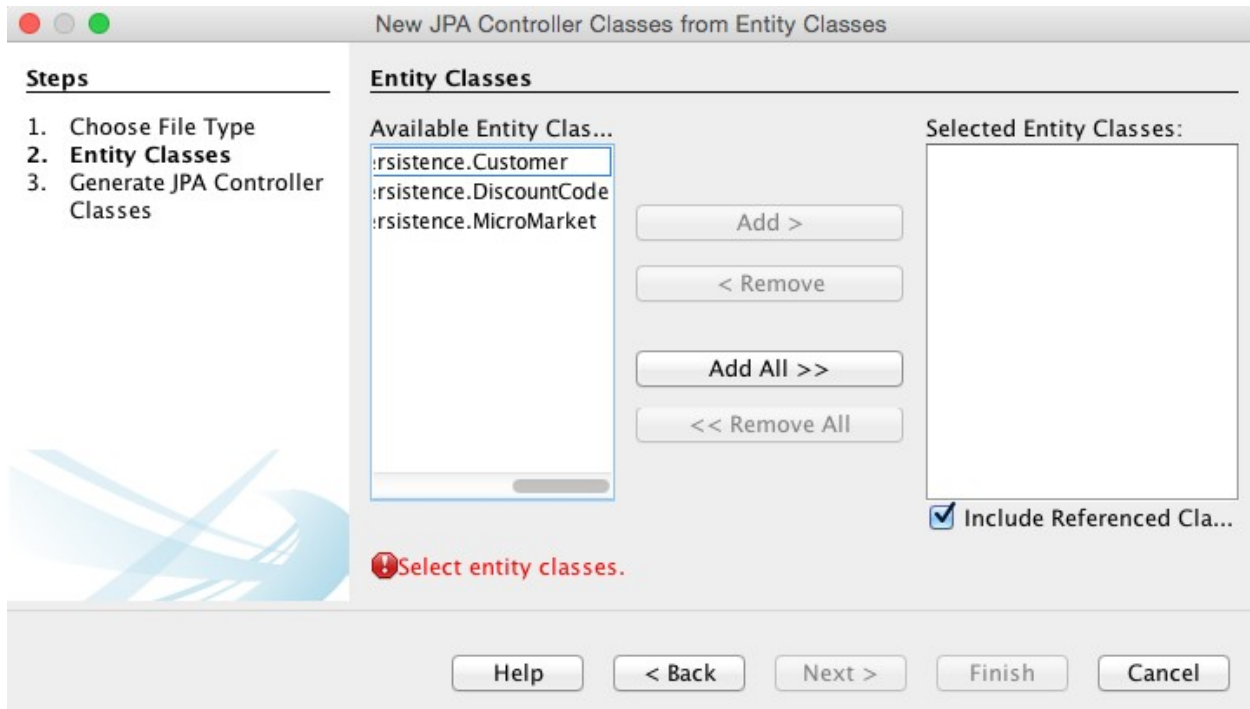 New JPA Controller Classes from Entity Classes
Steps
1. Choose File Type
2. Entity Classes
3. Generate JPA Controller
Classes
Entity Classes
Available Entity Clas...
rsistence.Customer
rsistence.DiscountCode
rsistence.MicroMarket
Add >
< Remove
Add All >>
<< Remove All
Selected Entity Classes:
Include Referenced Cla...
Select entity classes.
Help
< Back
Next >
Finish
Cancel